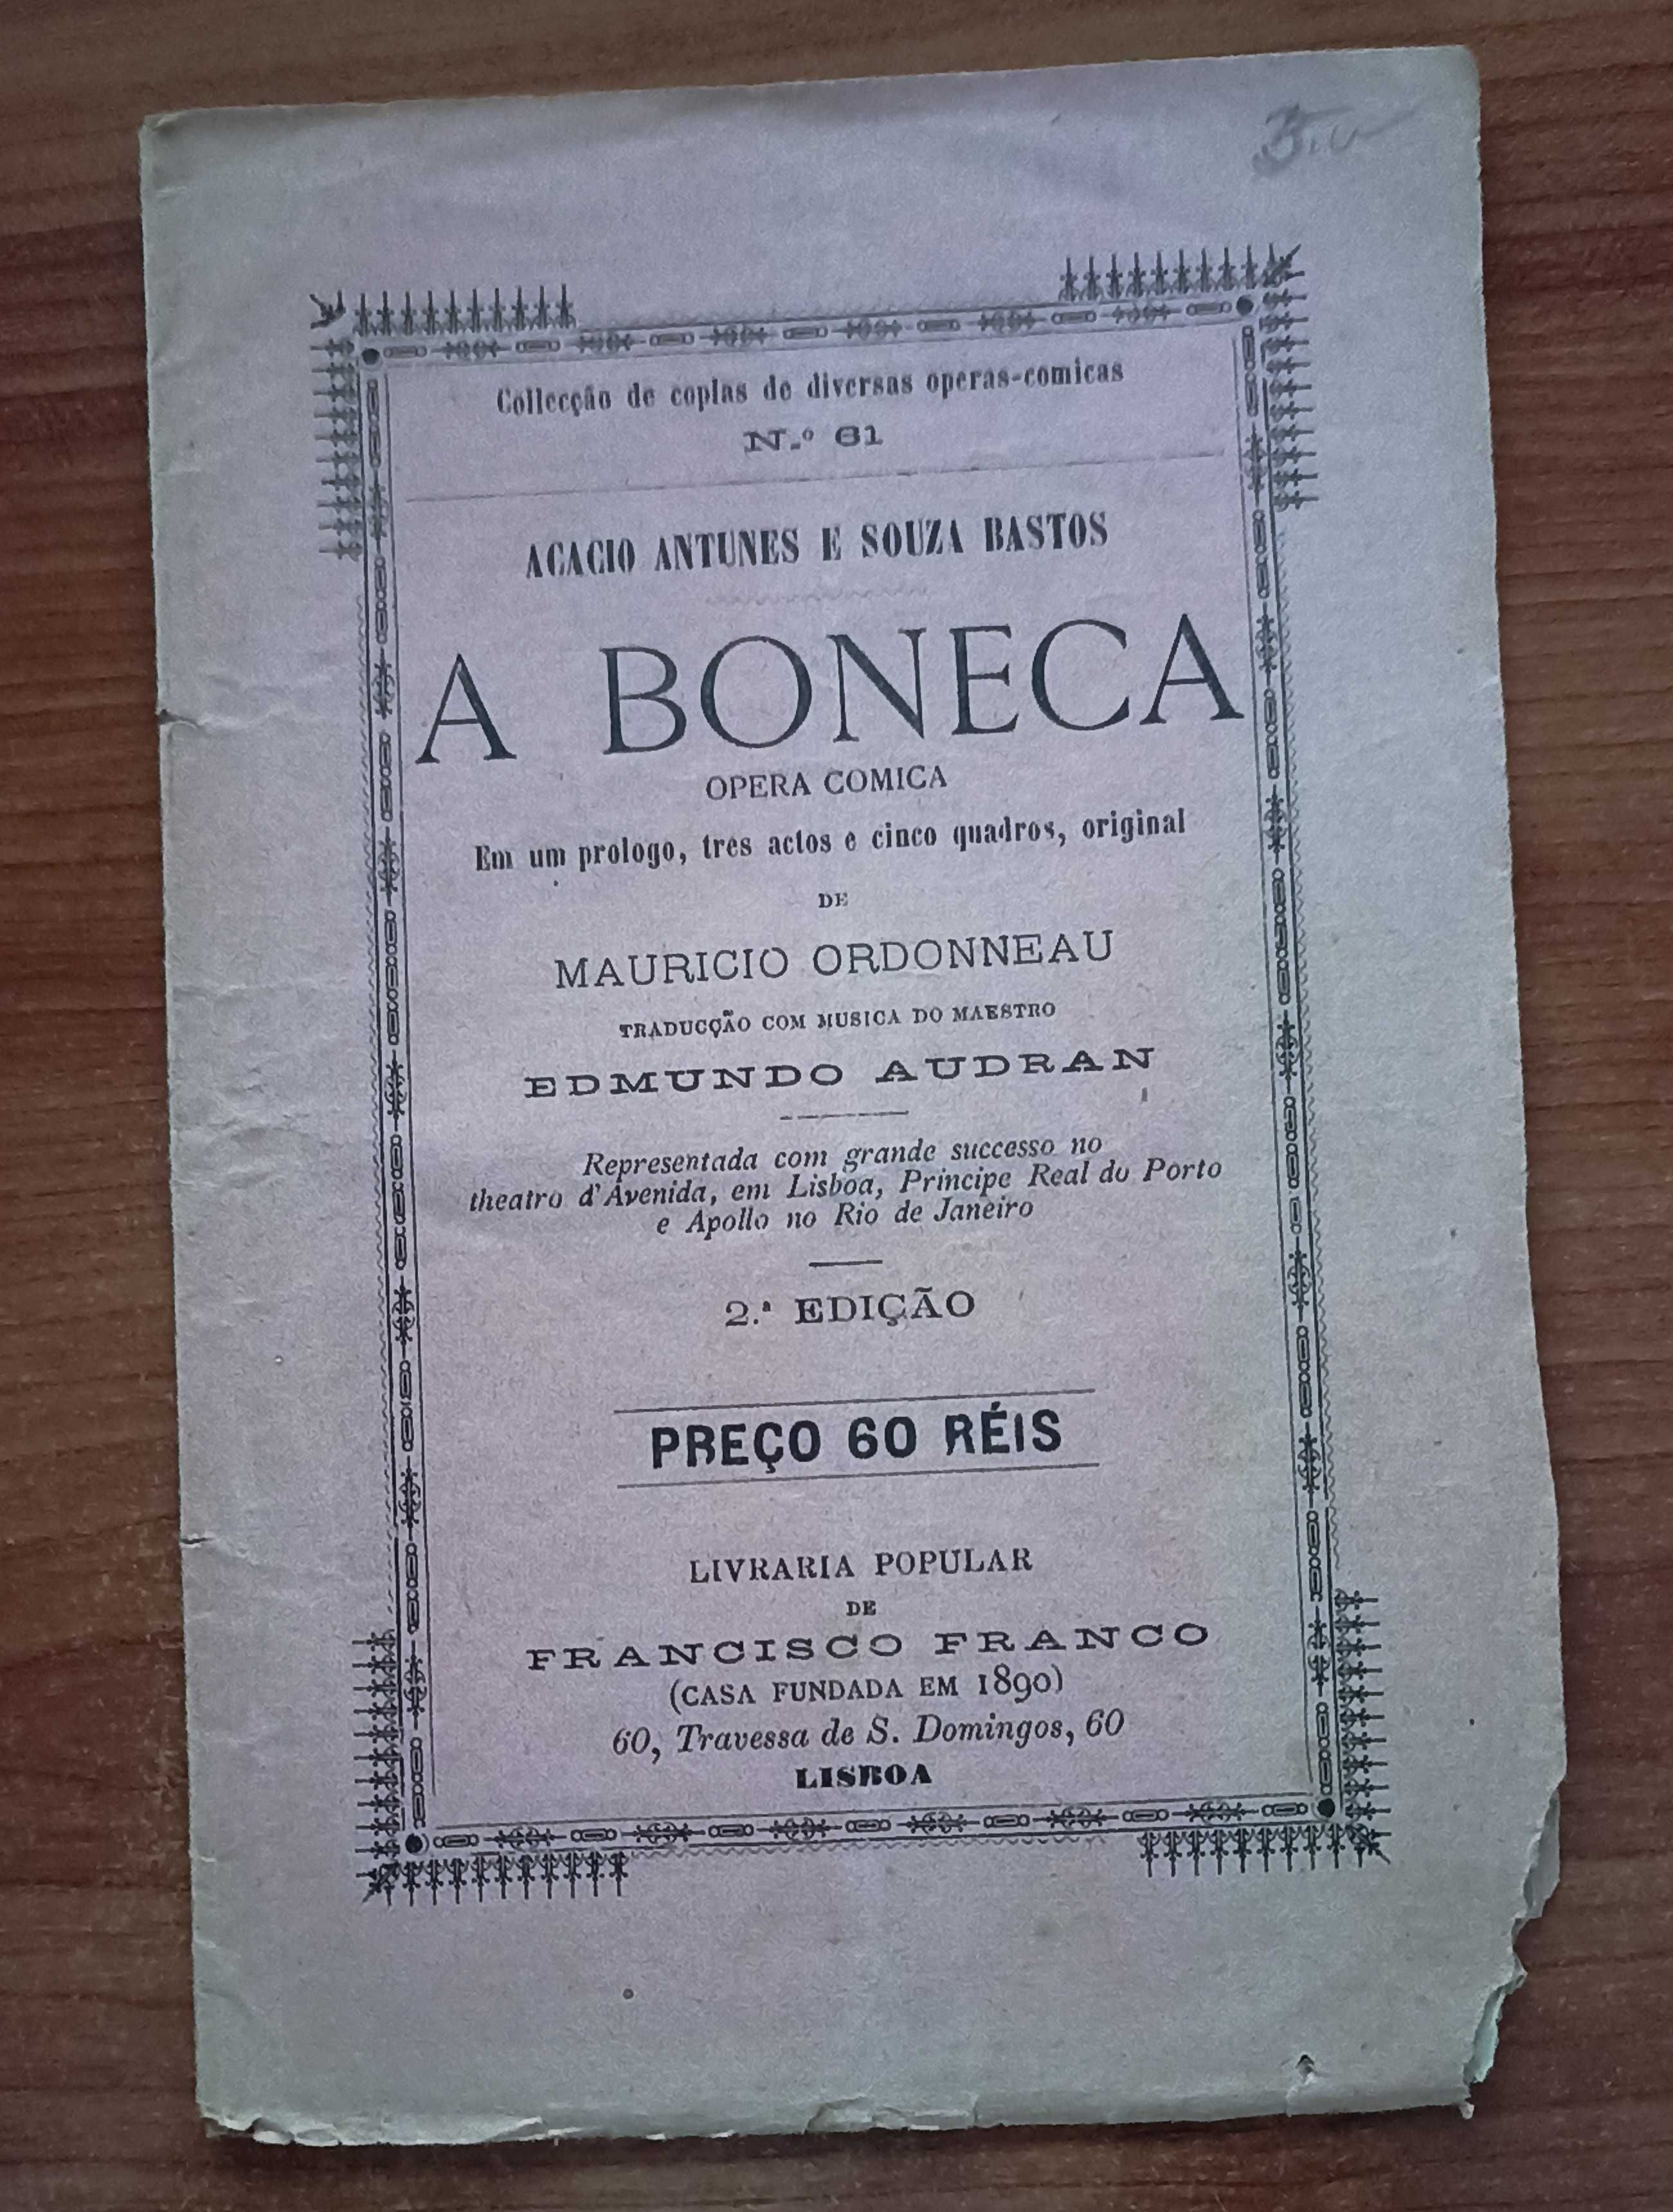 Collecção de coplas de diversas operas-comicas
N.º 61
ACACIO ANTUNES E SOUZA BASTOS
A BONECA
OPERA COMICA
Em um prologo, tres actos e cinco quadros, original
DE
MAURICIO ORDONNEAU
TRADUCÇÃO COM MUSICA DO MAESTRO
EDMUNDO AUDRAN
Representada com grande successo no
theatro d'Avenida, em Lisboa, Principe Real do Porto
e Apollo no Rio de Janeiro
2.ª EDIÇÃO
PREÇO 60 RÉIS
LIVRARIA POPULAR
DE
FRANCISCO FRANCO
(CASA FUNDADA EM 1890)
60, Travessa de S. Domingos, 60
LISBOA